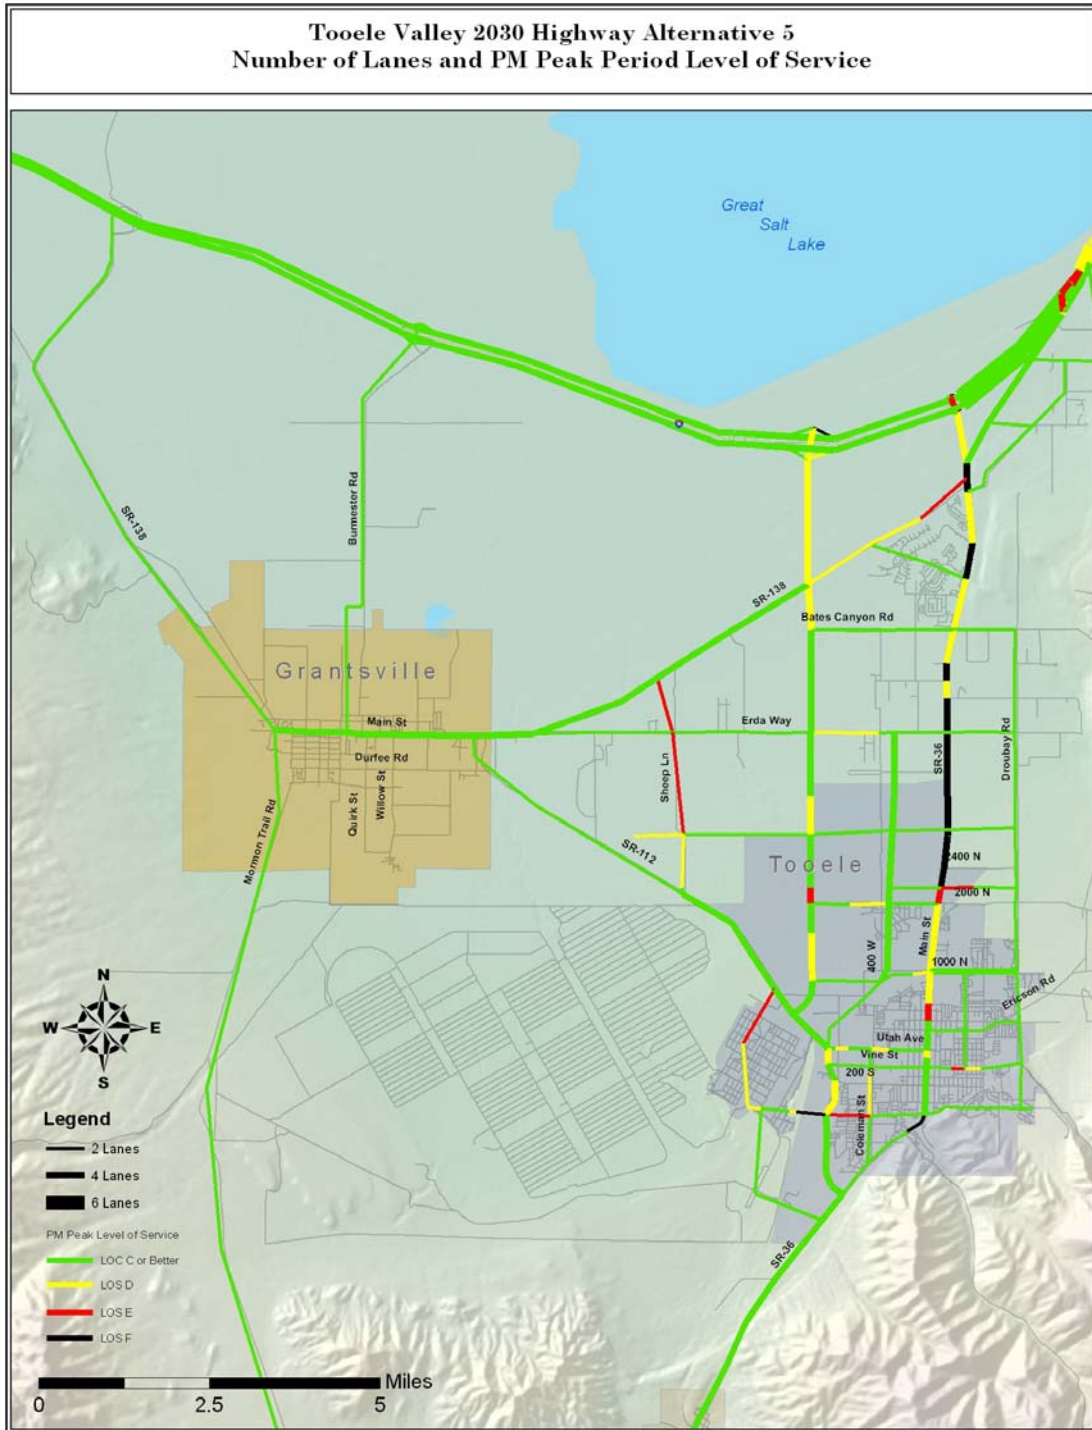 Tooele Valley 2030 Highway Alternative 5
Number of Lanes and PM Peak Period Level of Service
Great
Salt
Lake
SR-138
Burmester Rd
SR-138
Bates Canyon Rd
Grantsville
Main St
Durfee Rd
Quirk St
Willow St
Mormon Trail Rd
Erda Way
Sheep Ln
SR-36
Droubay Rd
SR-112
Tooele
2400 N
2000 N
Main St
400 W
1000 N
Ericson Rd
Utah Ave
Vine St
200 S
Coleman St
SR-36
N
W
E
S
Legend
2 Lanes
4 Lanes
6 Lanes
PM Peak Level of Service
LOC C or Better
LOS D
LOS E
LOS F
Miles
0
2.5
5